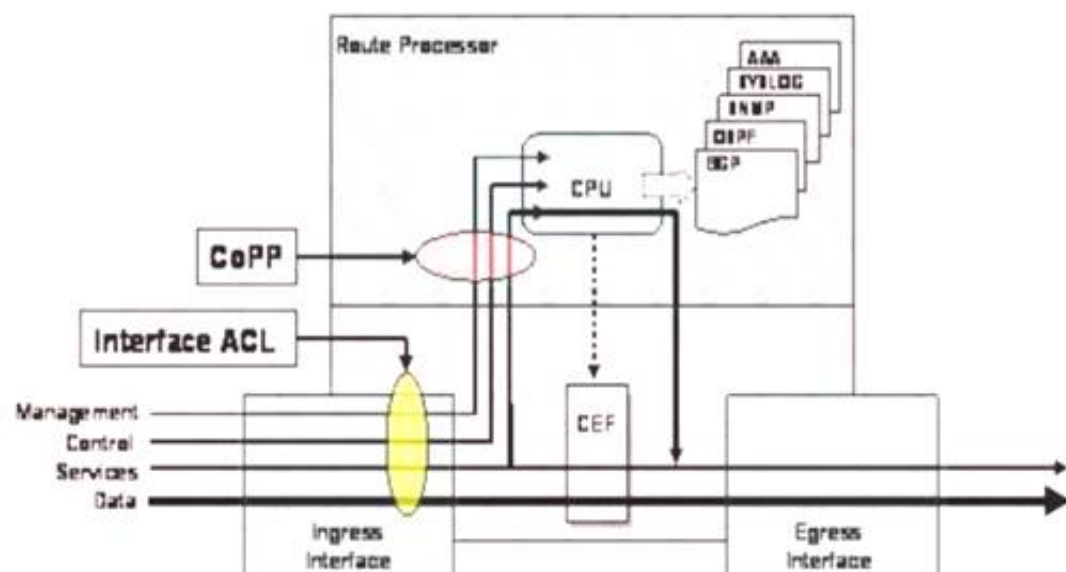 Route Processor
AAA
SYSLOG
SNMP
OSPF
BGP
CPU
CoPP
Interface ACL
Management
Control
Services
Data
CEF
Ingress
Interface
Egress
Interface